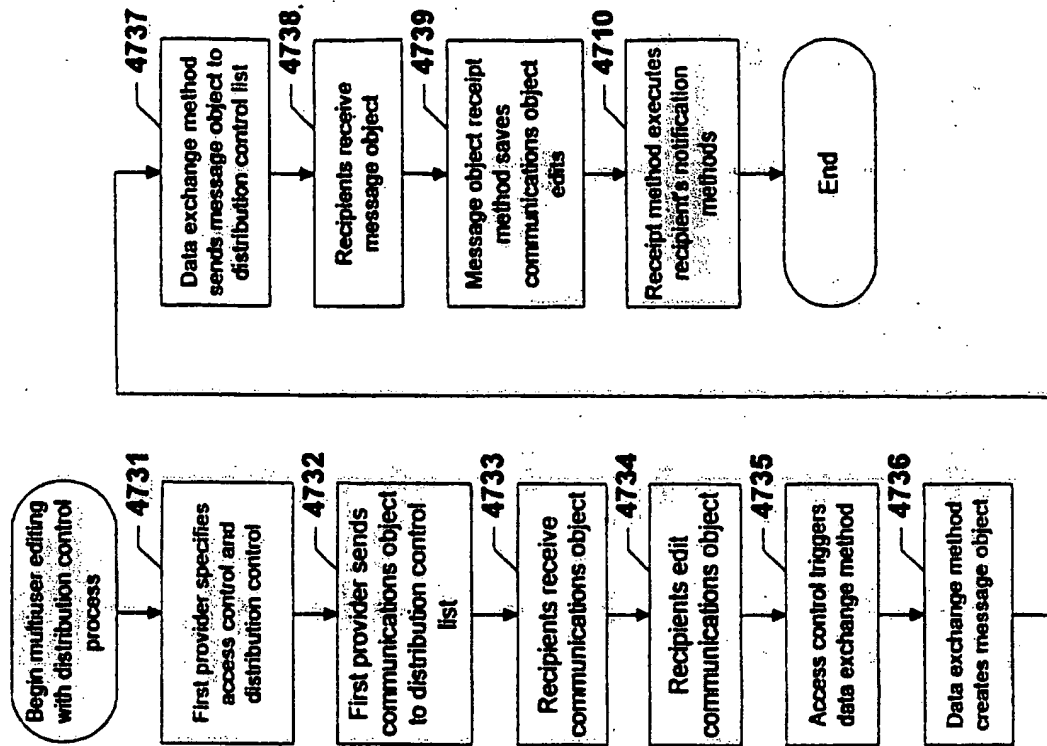 Begin multiuser editing
with distribution control
process
4731
First provider specifies
access control and
distribution control
4732
First provider sends
communications object
to distribution control
list
4733
Recipients receive
communications object
4734
Recipients edit
communications object
4735
Access control triggers
data exchange method
4736
Data exchange method
creates message object
4737
Data exchange method
sends message object to
distribution control list
4738.
Recipients receive
message object
4739
Message object receipt
method saves
communications object
edits
4710
Receipt method executes
recipient's notification
methods
End